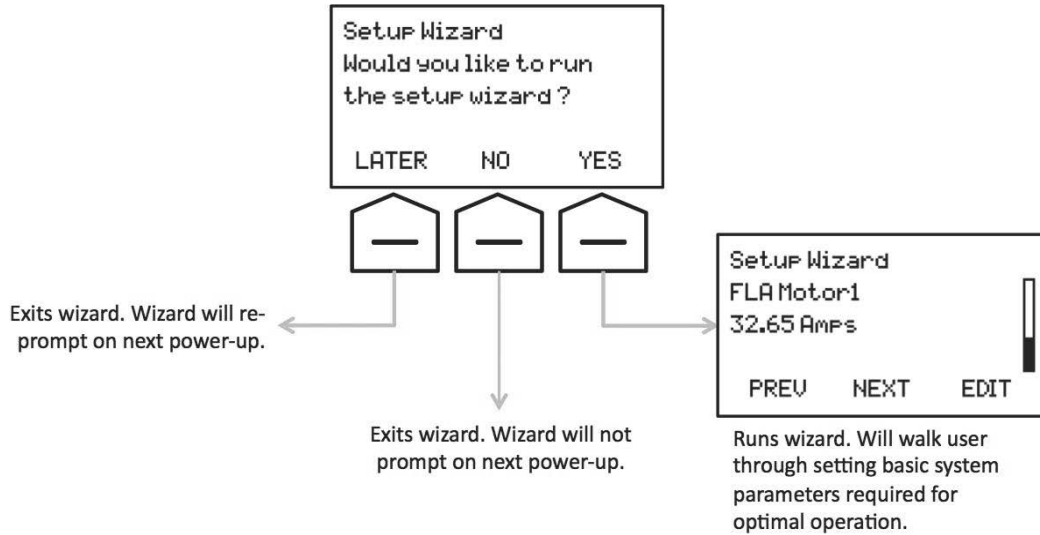 Setup Wizard
Would you like to run
the setup wizard ?
LATER NO YES
Setup Wizard
FLA Motor1
32.65 Amps
PREV NEXT EDIT
Exits wizard. Wizard will re-
prompt on next power-up.
Exits wizard. Wizard will not
prompt on next power-up.
Runs wizard. Will walk user
through setting basic system
parameters required for
optimal operation.